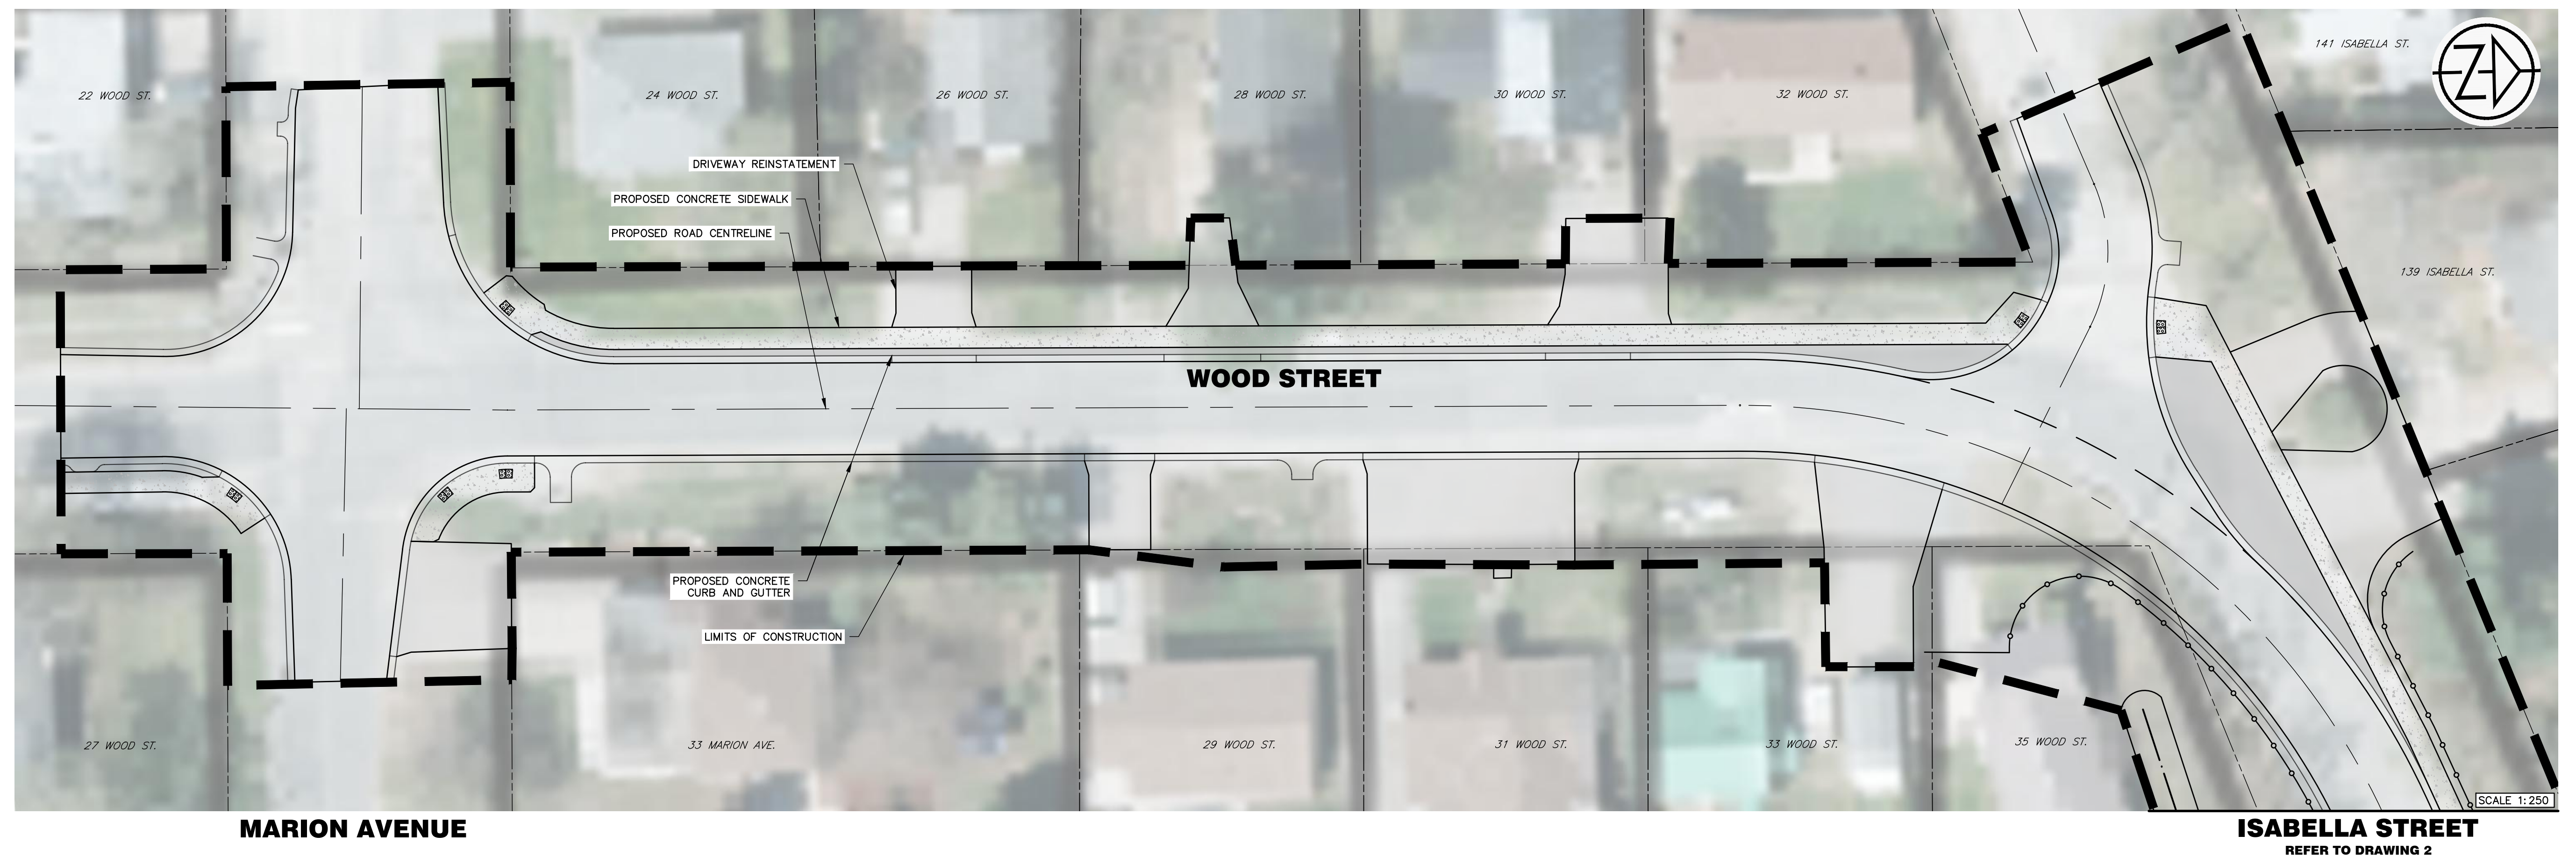 141 ISABELLA ST.
22 WOOD ST.
24 WOOD ST.
26 WOOD ST.
28 WOOD ST.
30 WOOD ST.
32 WOOD ST.
Z
DRIVEWAY REINSTATEMENT
PROPOSED CONCRETE SIDEWALK
PROPOSED ROAD CENTRELINE
139 ISABELLA ST.
WOOD STREET
PROPOSED CONCRETE
CURB AND GUTTER
LIMITS OF CONSTRUCTION
27 WOOD ST.
33 MARION AVE.
29 WOOD ST.
31 WOOD ST.
33 WOOD ST.
35 WOOD ST.
SCALE 1:250
MARION AVENUE
ISABELLA STREET
REFER TO DRAWING 2